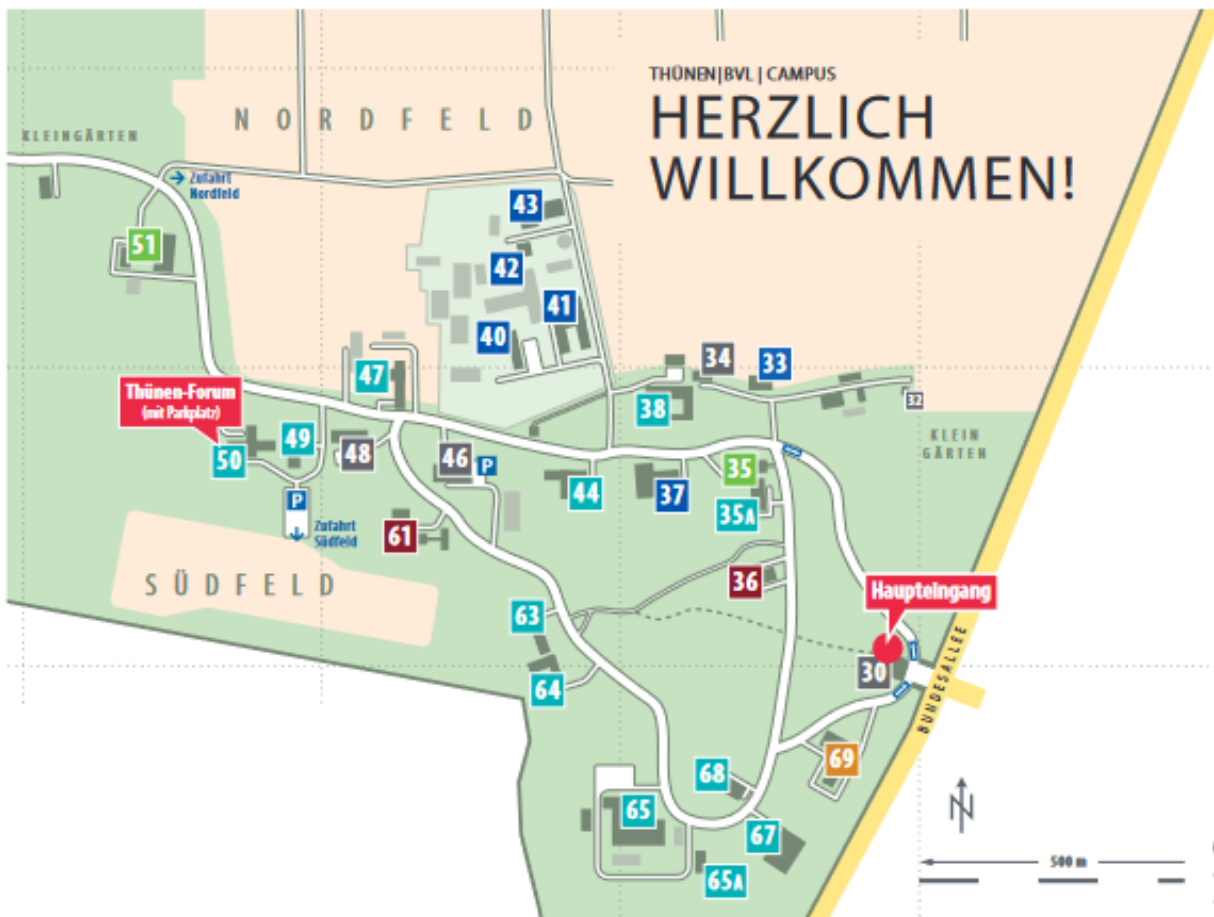 THÜNEN|BVL | CAMPUS
HERZLICH
WILLKOMMEN!
NORDFELD
KLEINGÄRTEN
Zufahrt
Nordfeld
43
51
42
41
40
34
33
47
Thünen-Forum
(mit Parkplatz)
38
32
KLEIN
GÄRTEN
49
48
46
P
50
44
37
35
35A
P
Zufahrt
Südfeld
61
SÜDFELD
36
Haupteingang
63
30
64
BUNDESALLEE
69
68
65
67
65A
N
500 m